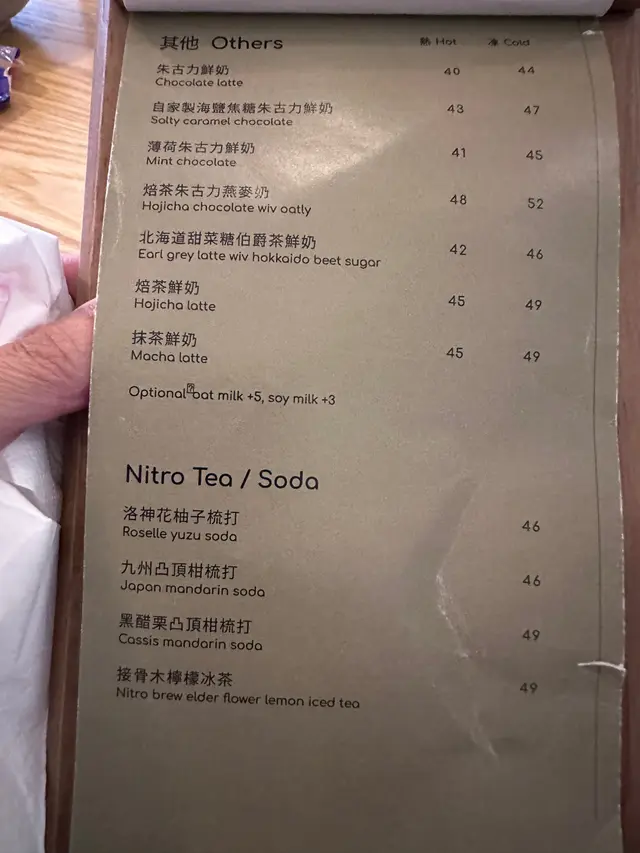 其他 Others 熱 Hot 凍 Cold
朱古力鮮奶
Chocolate latte 40 44
自家製海鹽焦糖朱古力鮮奶
Salty caramel chocolate 43 47
薄荷朱古力鮮奶
Mint chocolate 41 45
焙茶朱古力燕麥奶
Hojicha chocolate wiv oatly 48 52
北海道甜菜糖伯爵茶鮮奶
Earl grey latte wiv hokkaido beet sugar 42 46
焙茶鮮奶
Hojicha latte 45 49
抹茶鮮奶
Macha latte 45 49
Optional oat milk +5, soy milk +3
Nitro Tea / Soda
洛神花柚子梳打
Roselle yuzu soda 46
九州凸頂柑梳打
Japan mandarin soda 46
黑醋栗凸頂柑梳打
Cassis mandarin soda 49
接骨木檸檬冰茶
Nitro brew elder flower lemon iced tea 49